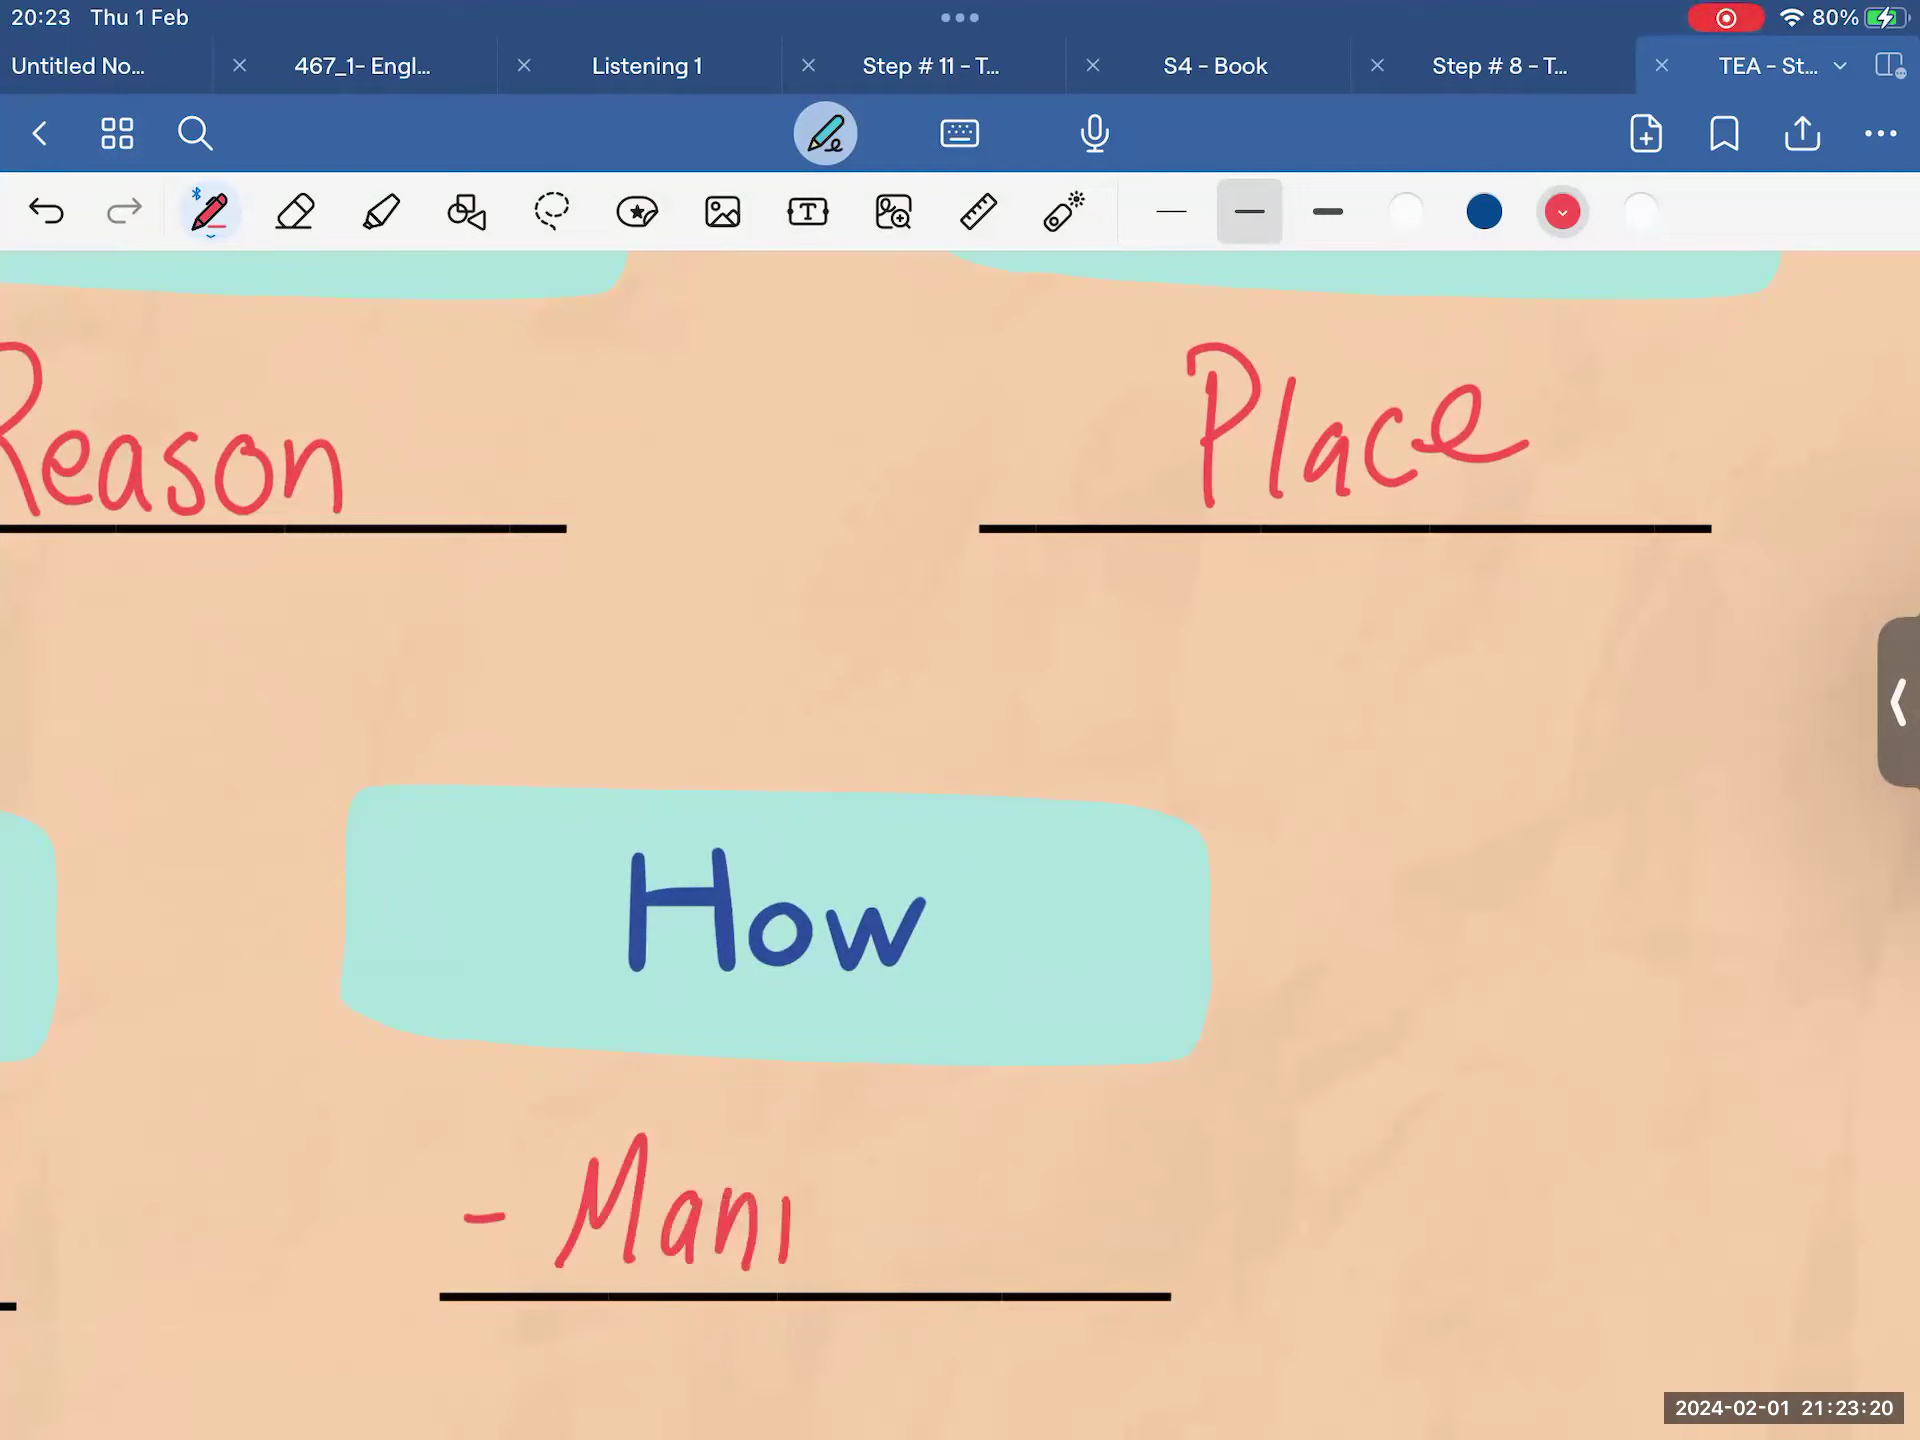 20:23 Thu 1 Feb
80%
Untitled No...
467_1- Engl...
Listening 1
Step # 11 - T...
S4 - Book
Step # 8 - T...
TEA - St...
Reason
Place
How
- Mani
2024-02-01 21:23:20